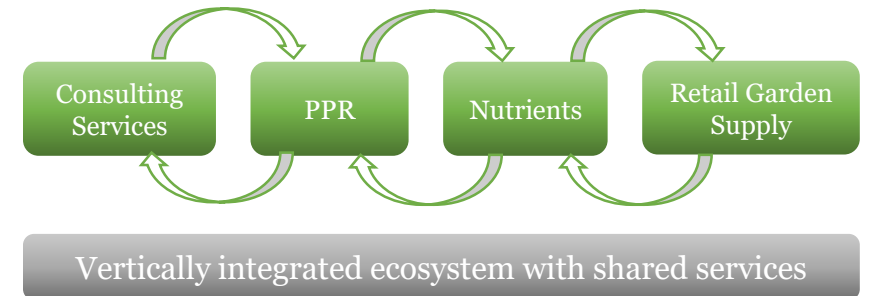 Consulting
Services
PPR
Nutrients
Retail Garden
Supply
Vertically integrated ecosystem with shared services